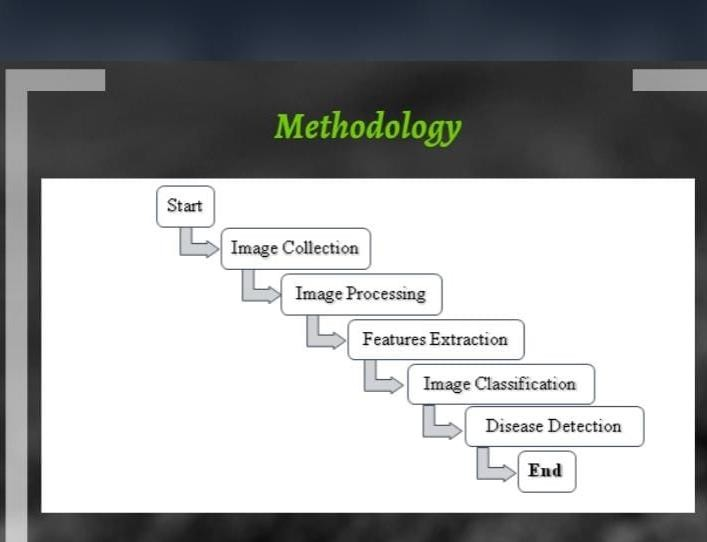 Methodology
Start
Image Collection
Image Processing
Features Extraction
Image Classification
Disease Detection
End